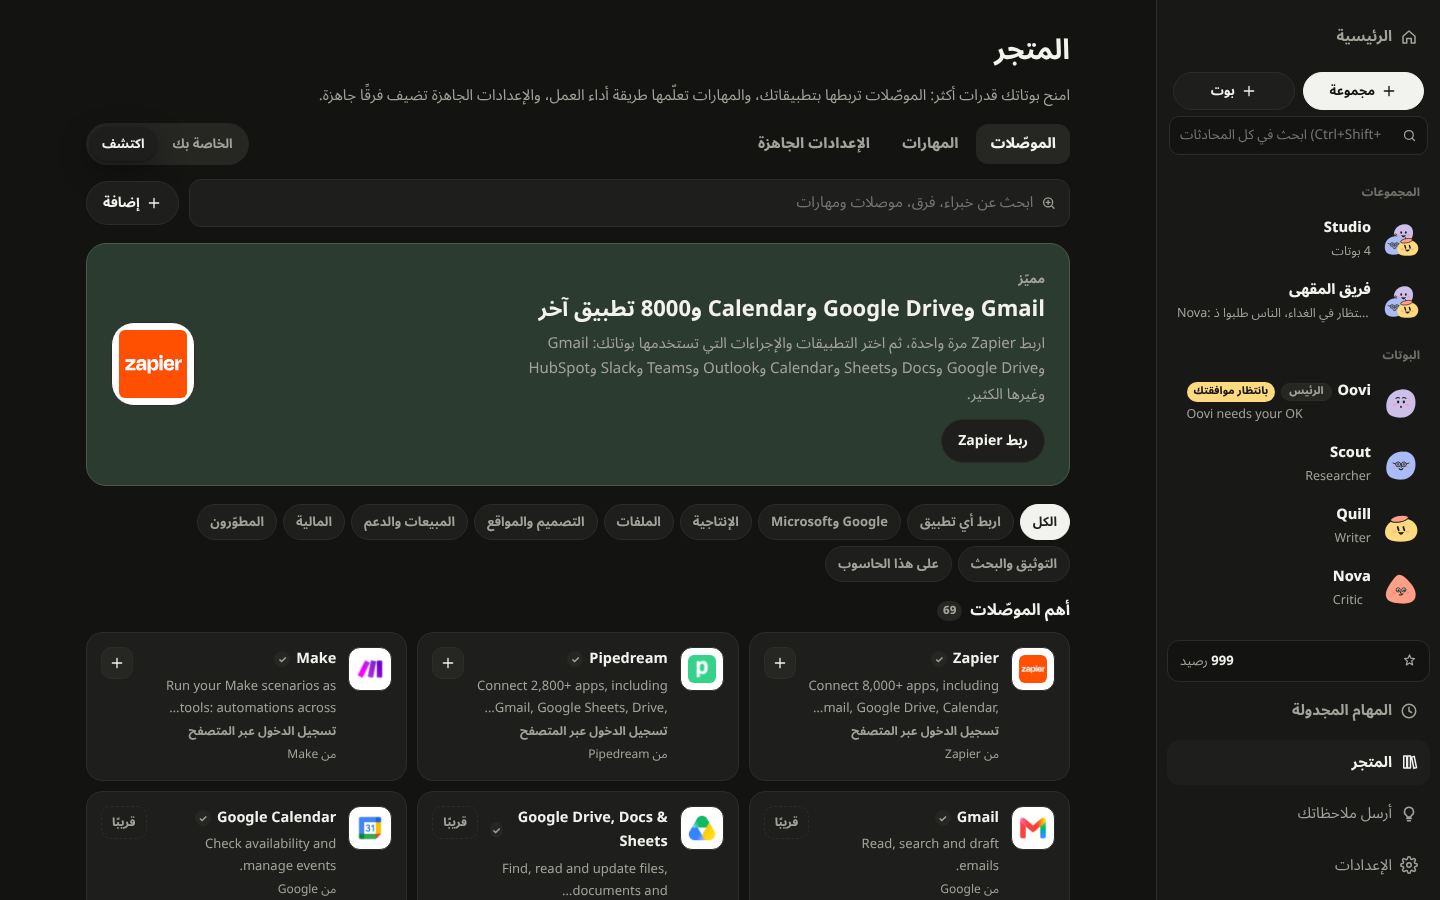 الرئيسية
+ مجموعة
+ بوت
ابحث في كل المحادثات (Ctrl+Shift+
المجموعات
Studio
4 بوتات
فريق المقهى
Nova: تنظار في الغداء، الناس طلبوا ذ...
البوتات
Oovi الرئيس بانتظار موافقتك
Oovi needs your OK
Scout
Researcher
Quill
Writer
Nova
Critic
999 رصيد
المهام المجدولة
المتجر
أرسل ملاحظاتك
الإعدادات
المتجر
امنح بوتاتك قدرات أكثر: الموصّلات تربطها بتطبيقاتك، والمهارات تعلّمها طريقة أداء العمل، والإعدادات الجاهزة تضيف فرقًا جاهزة.
الموصّلات
المهارات
الإعدادات الجاهزة
الخاصة بك
اكتشف
ابحث عن خبراء، فرق، موصلات ومهارات
+ إضافة
مميّز
Gmail وGoogle Drive وCalendar و8000 تطبيق آخر
اربط Zapier مرة واحدة، ثم اختر التطبيقات والإجراءات التي تستخدمها بوتاتك: Gmail
وGoogle Drive وDocs وSheets وCalendar وOutlook وTeams وSlack وHubSpot
وغيرها الكثير.
ربط Zapier
zapier
الكل
اربط أي تطبيق
Google وMicrosoft
الإنتاجية
الملفات
التصميم والمواقع
المبيعات والدعم
المالية
المطوّرون
التوثيق والبحث
على هذا الحاسوب
أهم الموصّلات 69
zapier
Zapier
Connect 8,000+ apps, including
...mail, Google Drive, Calendar,
تسجيل الدخول عبر المتصفح
من Zapier
Pipedream
Connect 2,800+ apps, including
...Gmail, Google Sheets, Drive,
تسجيل الدخول عبر المتصفح
من Pipedream
Make
Run your Make scenarios as
...tools: automations across
تسجيل الدخول عبر المتصفح
من Make
Gmail
قريبًا
Read, search and draft
.emails
من Google
Google Drive, Docs &
Sheets
قريبًا
Find, read and update files,
...documents and
31
Google Calendar
قريبًا
Check availability and
.manage events
من Google